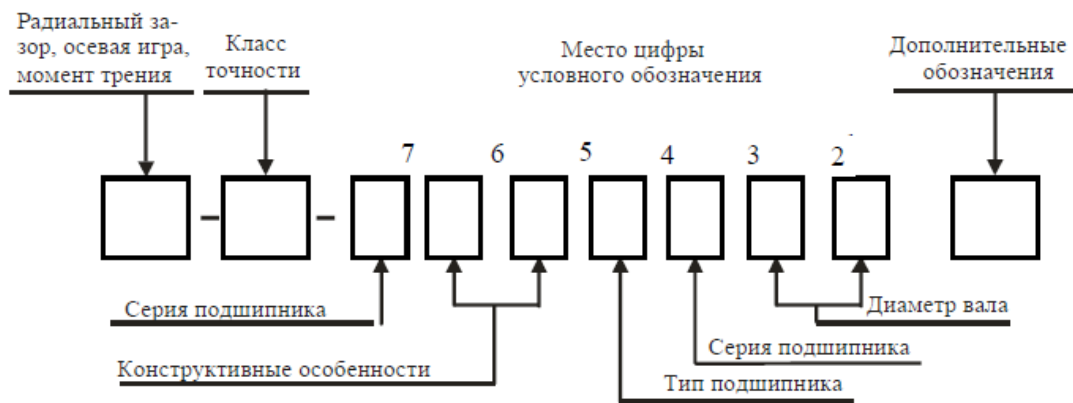 Радиальный за-
зор, осевая игра,
момент трения
Класс
точности
Место цифры
условного обозначения
Дополнительные
обозначения
7 6 5 4 3 2
Серия подшипника
Диаметр вала
Серия подшипника
Конструктивные особенности
Тип подшипника